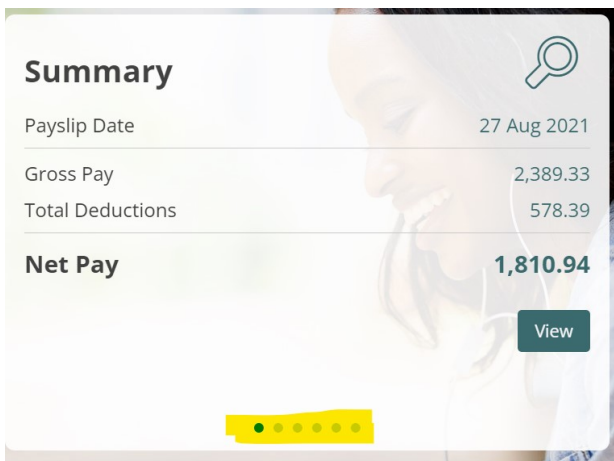 Summary
Payslip Date 27 Aug 2021
Gross Pay 2,389.33
Total Deductions 578.39
Net Pay 1,810.94
View